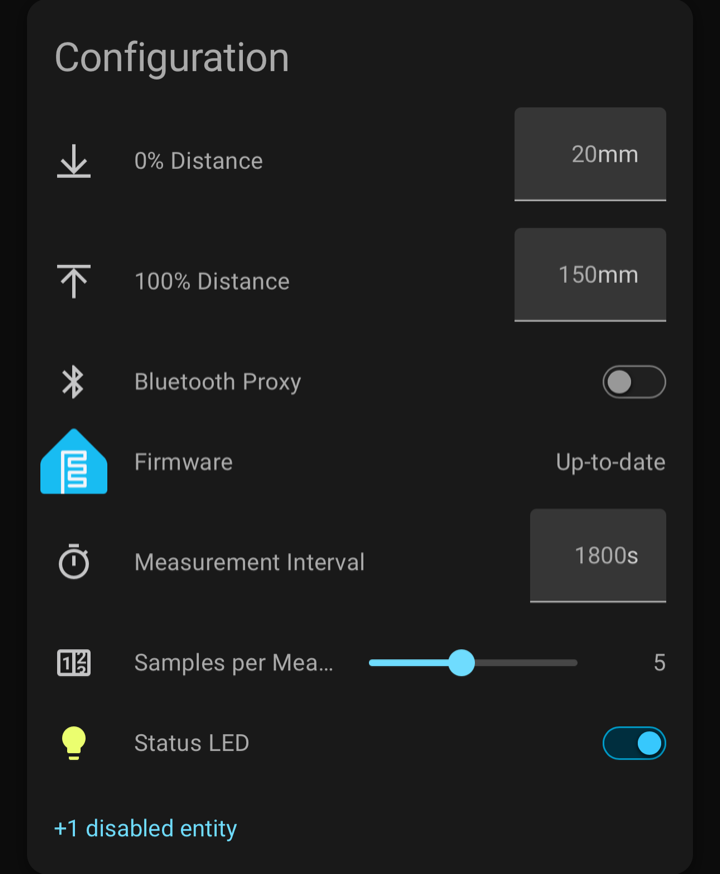 Configuration
0% Distance
20mm
100% Distance
150mm
Bluetooth Proxy
Firmware
Up-to-date
Measurement Interval
1800s
Samples per Mea...
5
Status LED
+1 disabled entity